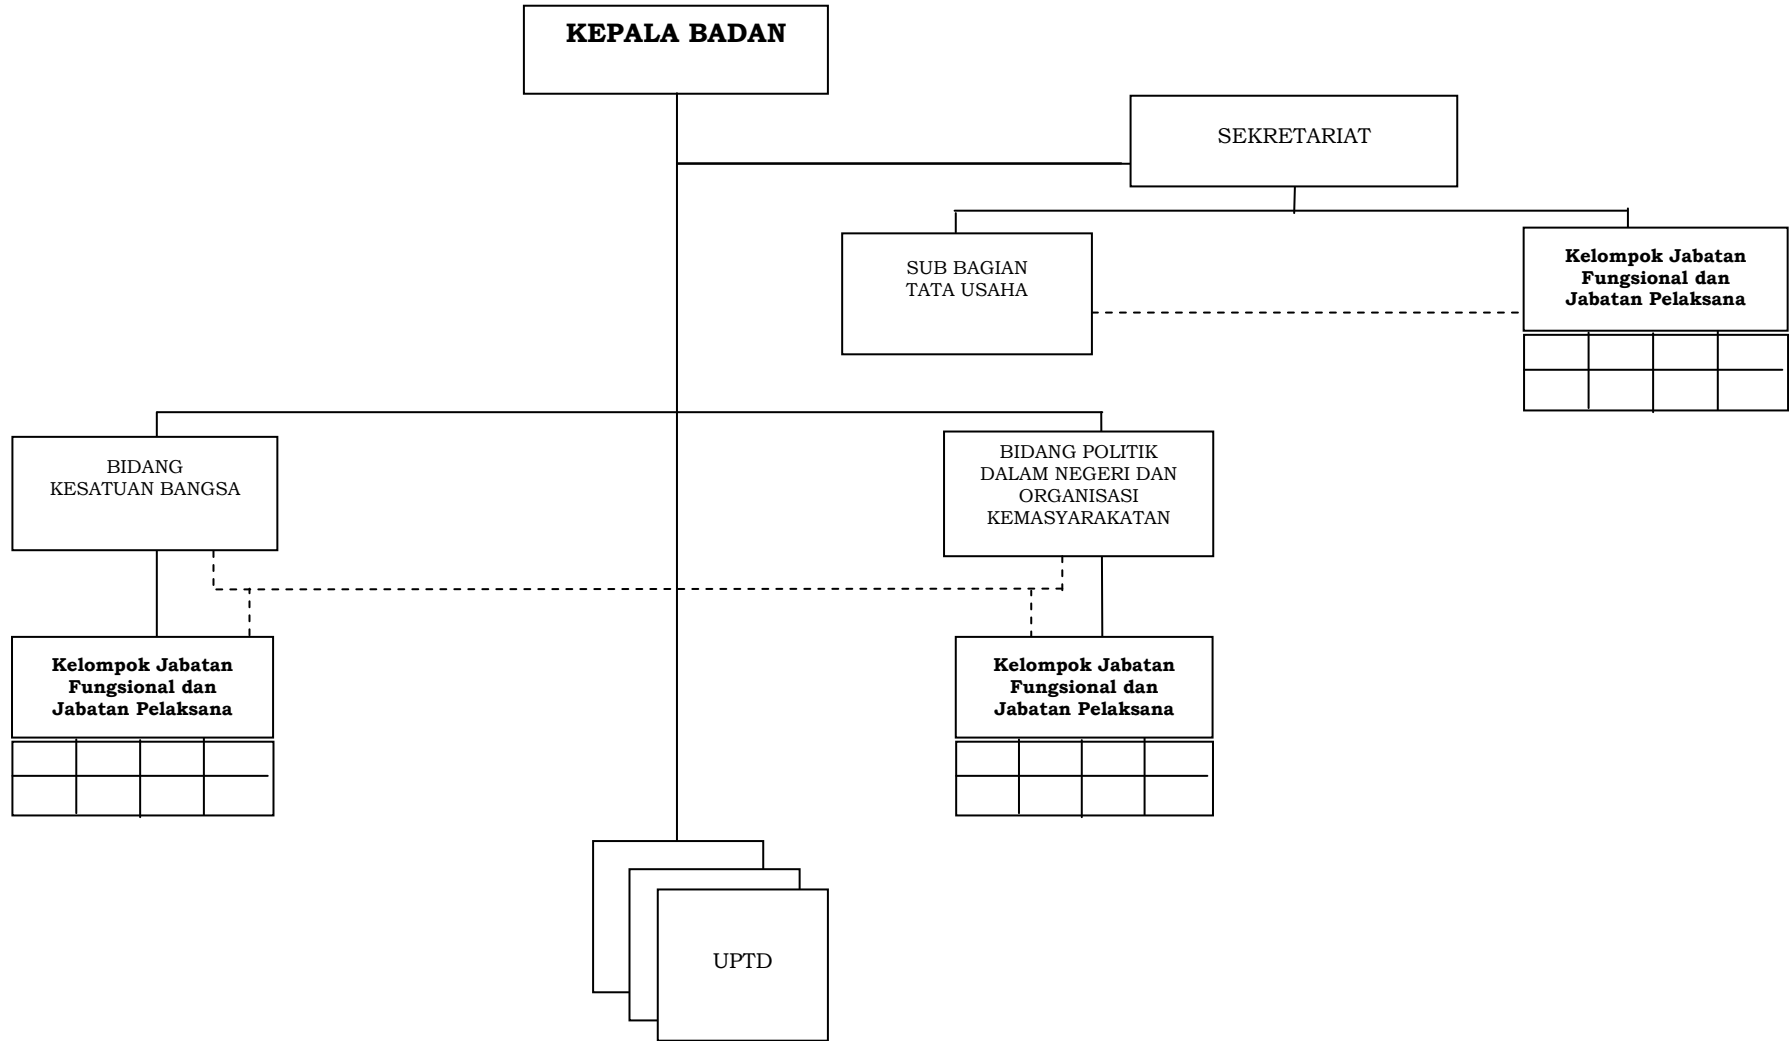 KEPALA BADAN
SEKRETARIAT
SUB BAGIAN
TATA USAHA
Kelompok Jabatan
Fungsional dan
Jabatan Pelaksana
BIDANG
KESATUAN BANGSA
BIDANG POLITIK
DALAM NEGERI DAN
ORGANISASI
KEMASYARAKATAN
Kelompok Jabatan
Fungsional dan
Jabatan Pelaksana
Kelompok Jabatan
Fungsional dan
Jabatan Pelaksana
UPTD